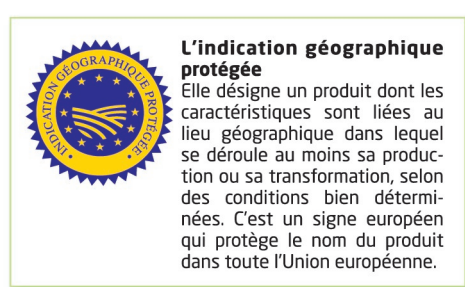 INDICATION GÉOGRAPHIQUE PROTÉGÉE
L'indication géographique
protégée
Elle désigne un produit dont les
caractéristiques sont liées au
lieu géographique dans lequel
se déroule au moins sa produc-
tion ou sa transformation, selon
des conditions bien détermi-
nées. C'est un signe européen
qui protège le nom du produit
dans toute l'Union européenne.